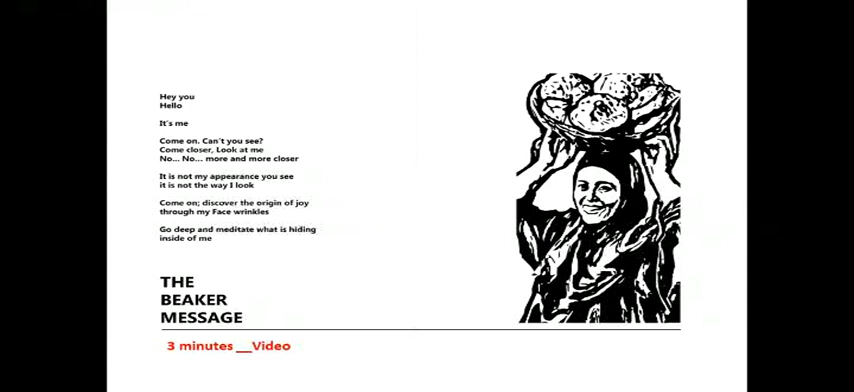 Hey you
Hello
It's me
Come on. Can't you see?
Come closer, Look at me
No... No... more and more closer
It is not my appearance you see
it is not the way I look
Come on; discover the origin of joy
through my Face wrinkles
Go deep and meditate what is hiding
inside of me
THE
BEAKER
MESSAGE
3 minutes __Video